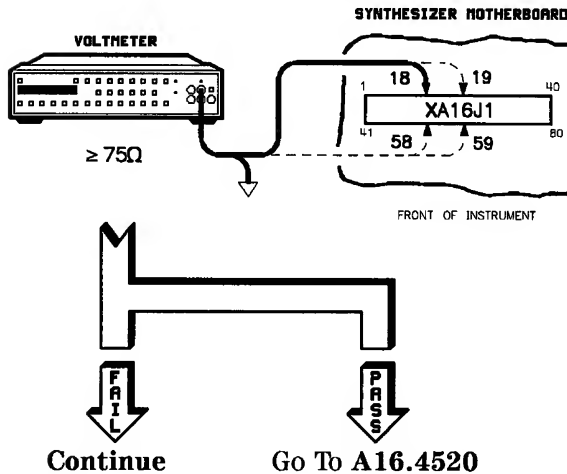 SYNTHESIZER MOTHERBOARD
VOLTMETER
≥ 75Ω
18 19
1 40
XA16J1
41 80
58 59
FRONT OF INSTRUMENT
FAIL
PASS
Continue
Go To A16.4520